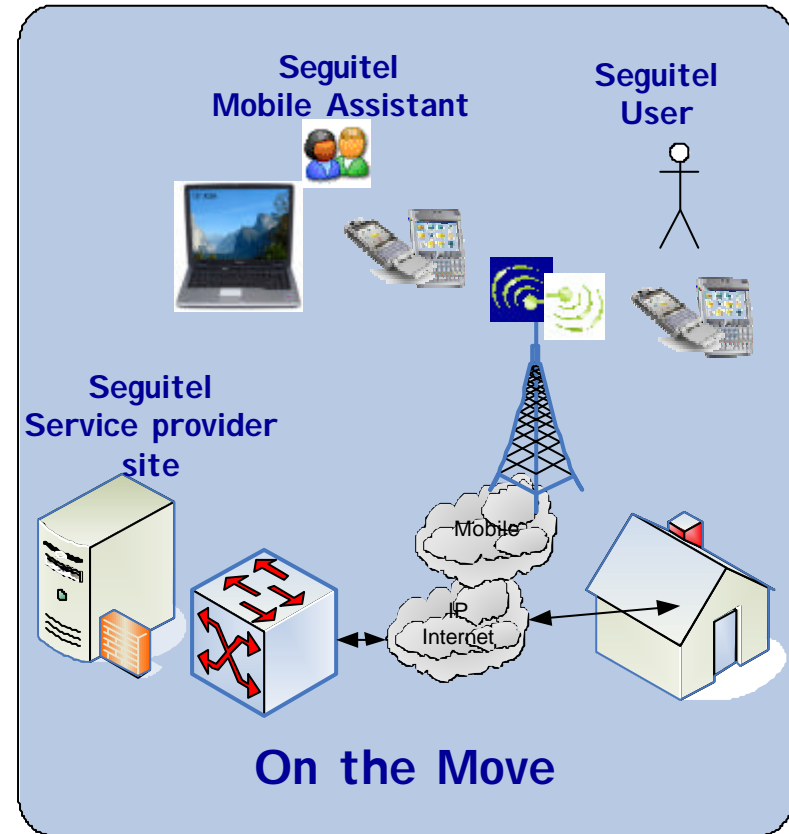 Seguitel
Mobile Assistant
Seguitel
User
Seguitel
Service provider
site
Mobile
IP
Internet
On the Move